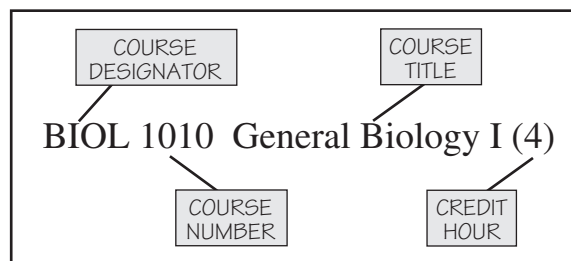 COURSE
DESIGNATOR
COURSE
TITLE
BIOL 1010 General Biology I (4)
COURSE
NUMBER
CREDIT
HOUR